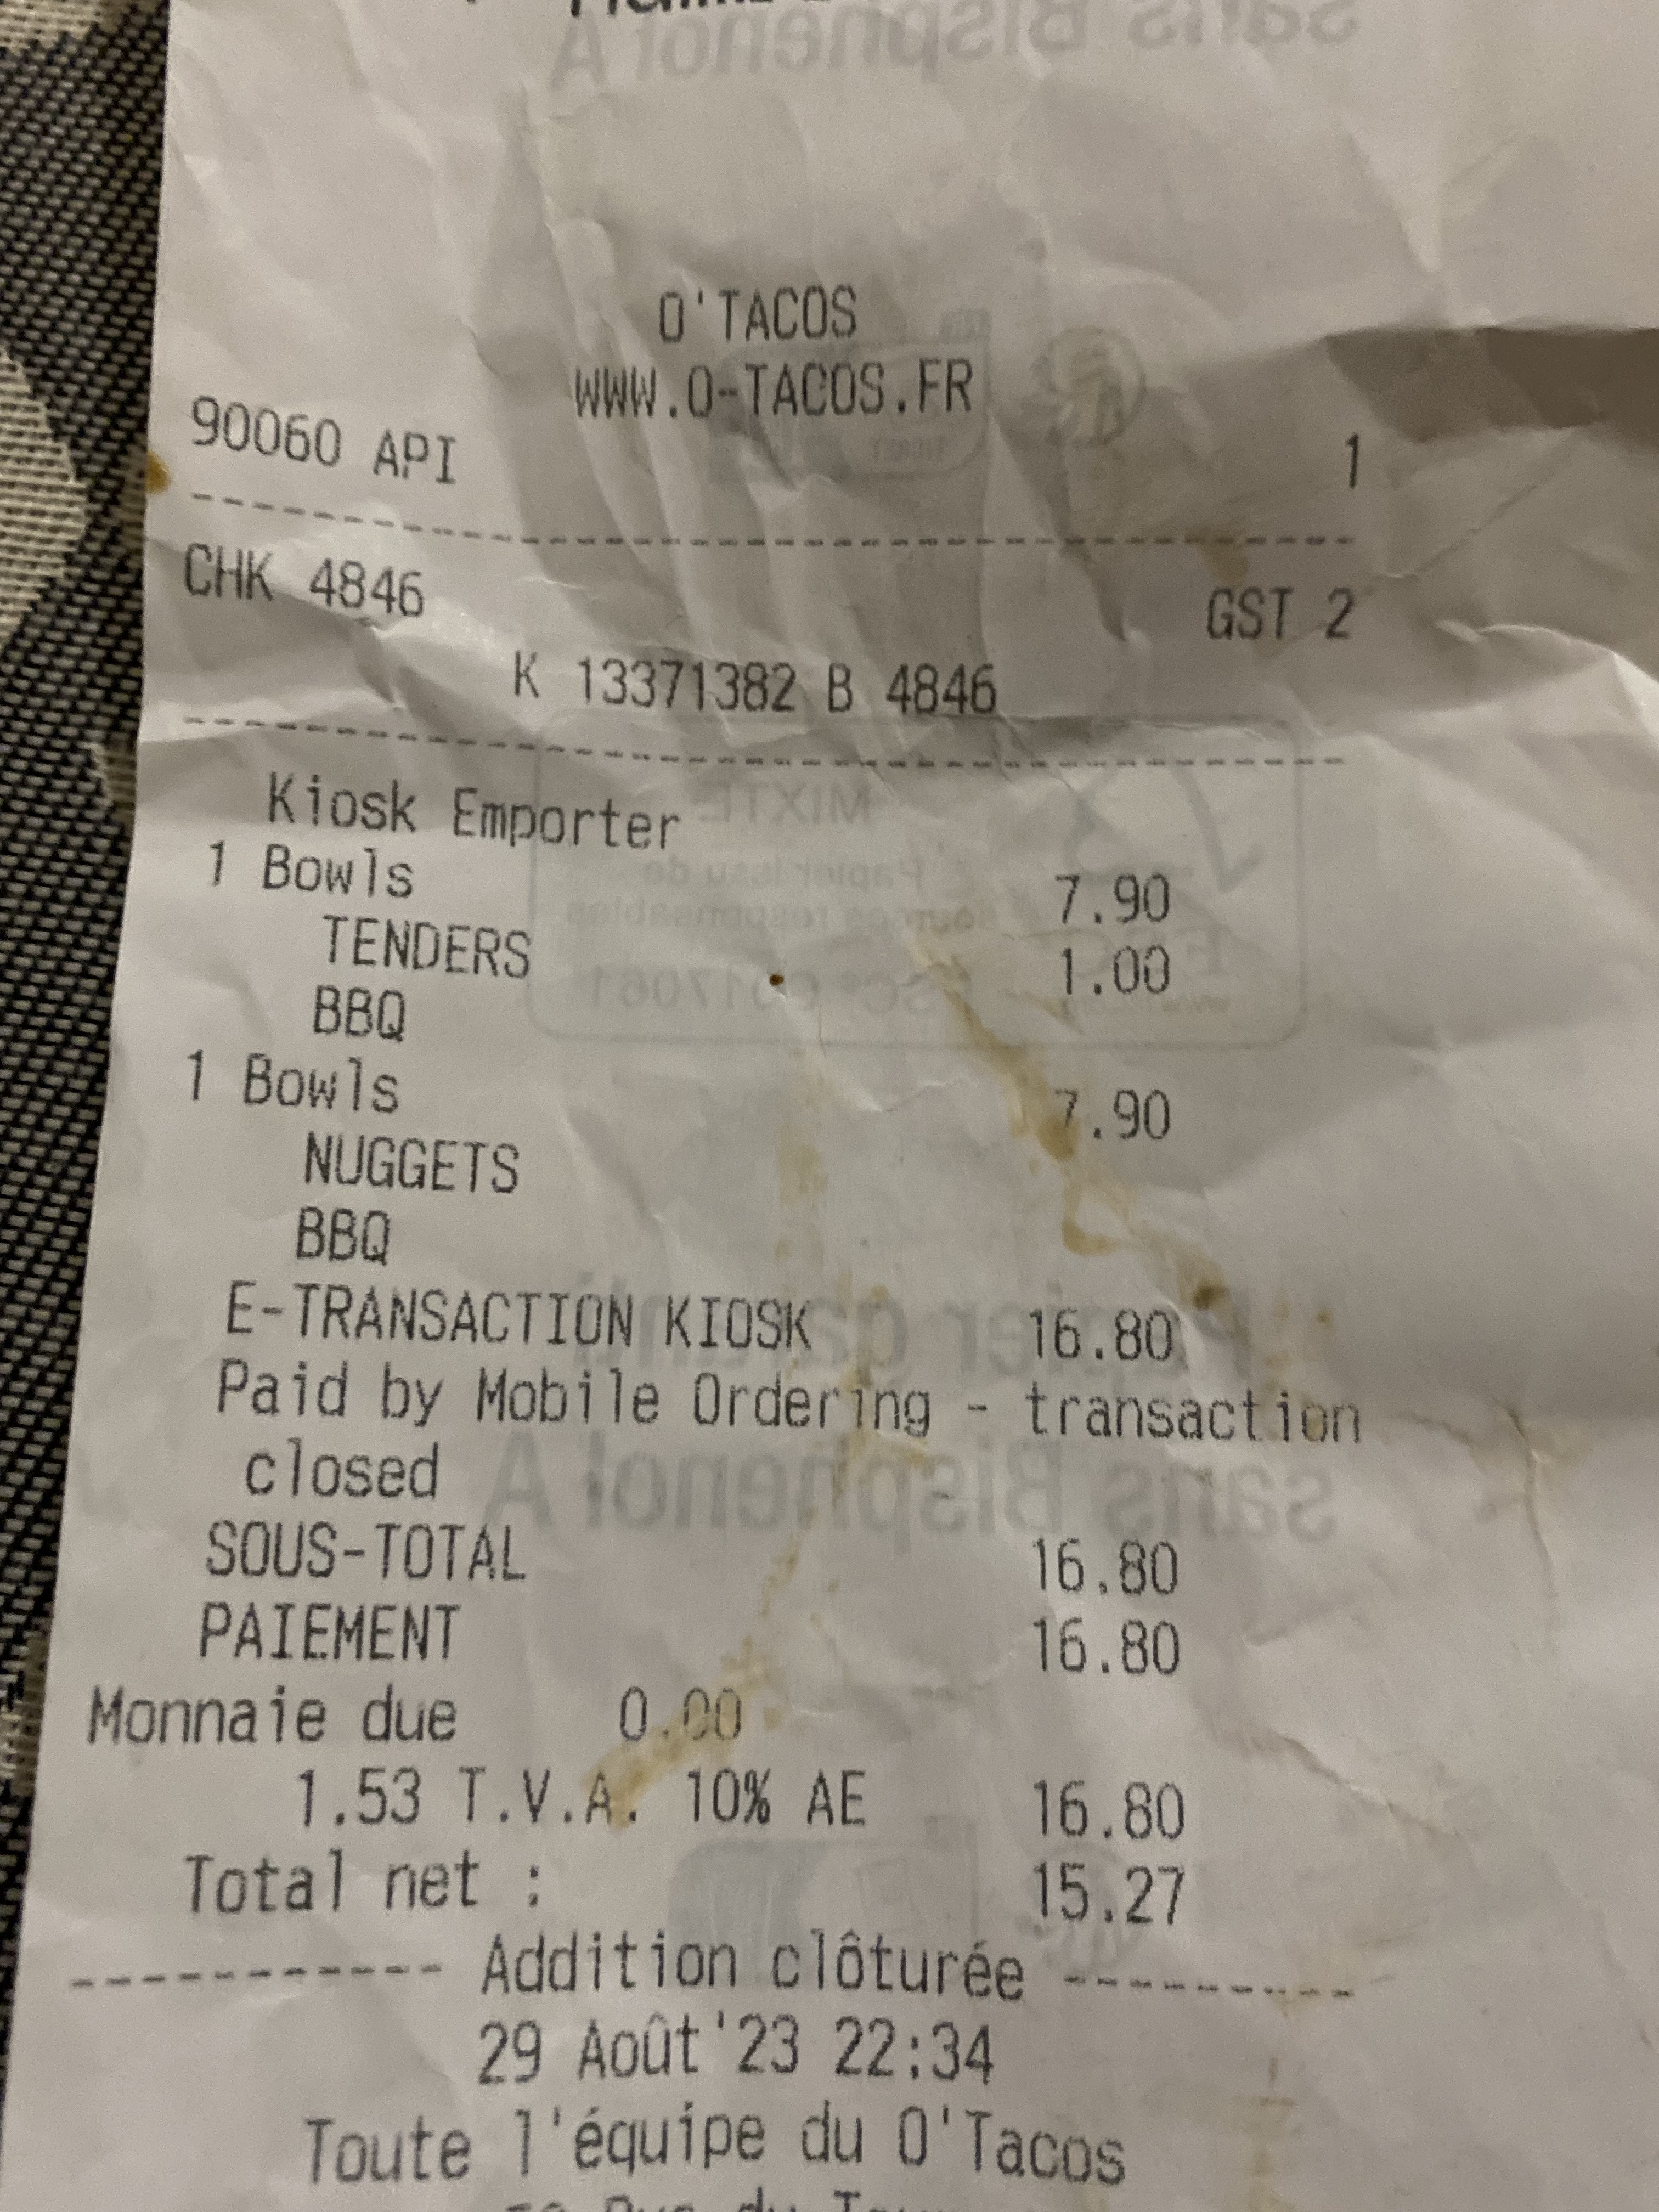 O'TACOS
WWW.O-TACOS.FR
90060 API 1
CHK 4846 GST 2
K 13371382 B 4846
Kiosk Emporter
1 Bowls 7.90
TENDERS 1.00
BBQ
1 Bowls 7.90
NUGGETS
BBQ
E-TRANSACTION KIOSK 16.80
Paid by Mobile Ordering - transaction
closed
SOUS-TOTAL 16.80
PAIEMENT 16.80
Monnaie due 0.00
1.53 T.V.A. 10% AE 16.80
Total net : 15.27
----------- Addition clôturée ---------
29 Août'23 22:34
Toute l'équipe du O'Tacos